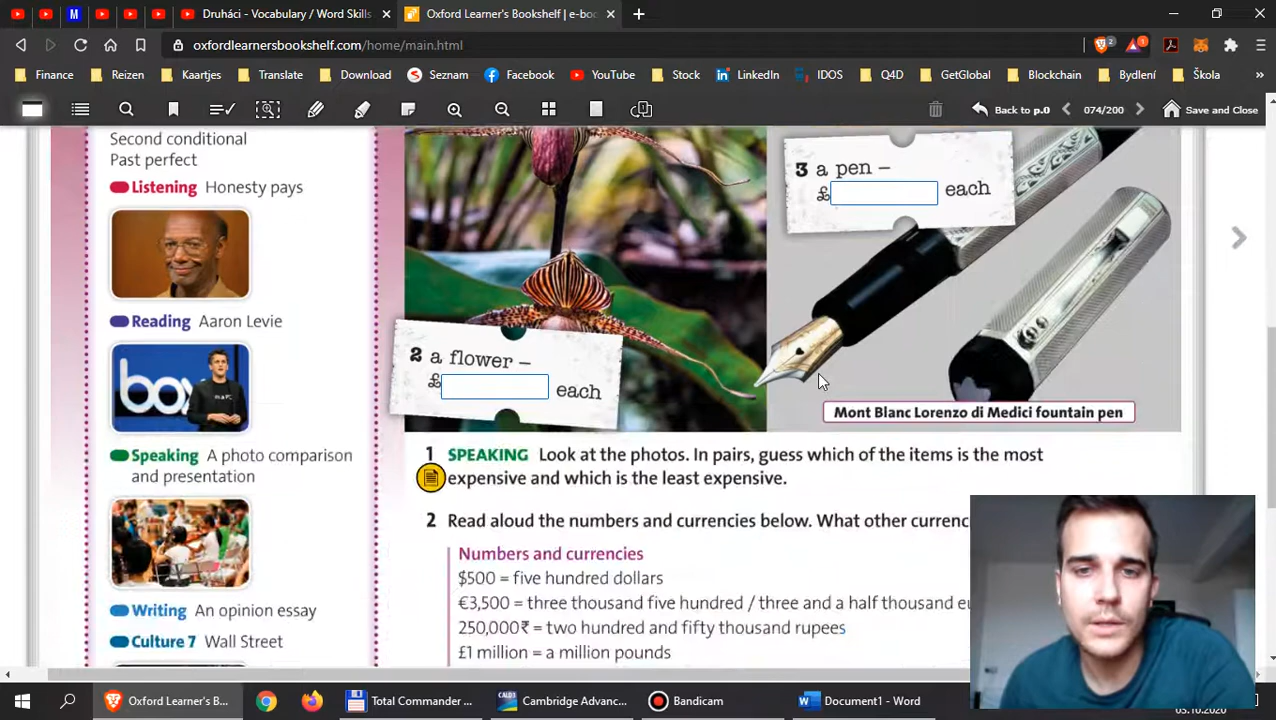 Druháci - Vocabulary / Word Skills
Oxford Learner's Bookshelf | e-boo
oxfordlearnersbookshelf.com/home/main.html
2
1
Finance
Reizen
Kaartjes
Translate
Download
Seznam
Facebook
YouTube
Stock
LinkedIn
IDOS
Q4D
GetGlobal
Blockchain
Bydlení
Škola
Back to p.0
074/200
Save and Close
Second conditional
Past perfect
Listening Honesty pays
Reading Aaron Levie
box
Speaking A photo comparison
and presentation
Writing An opinion essay
Culture 7 Wall Street
3 a pen –
£ each
2 a flower –
£ each
Mont Blanc Lorenzo di Medici fountain pen
1 SPEAKING Look at the photos. In pairs, guess which of the items is the most
expensive and which is the least expensive.
2 Read aloud the numbers and currencies below. What other currenc
Numbers and currencies
$500 = five hundred dollars
€3,500 = three thousand five hundred / three and a half thousand eu
250,000₹ = two hundred and fifty thousand rupees
£1 million = a million pounds
Oxford Learner's B...
Total Commander ...
CALD3
Cambridge Advanc...
Bandicam
Document1 - Word
03.10.2020